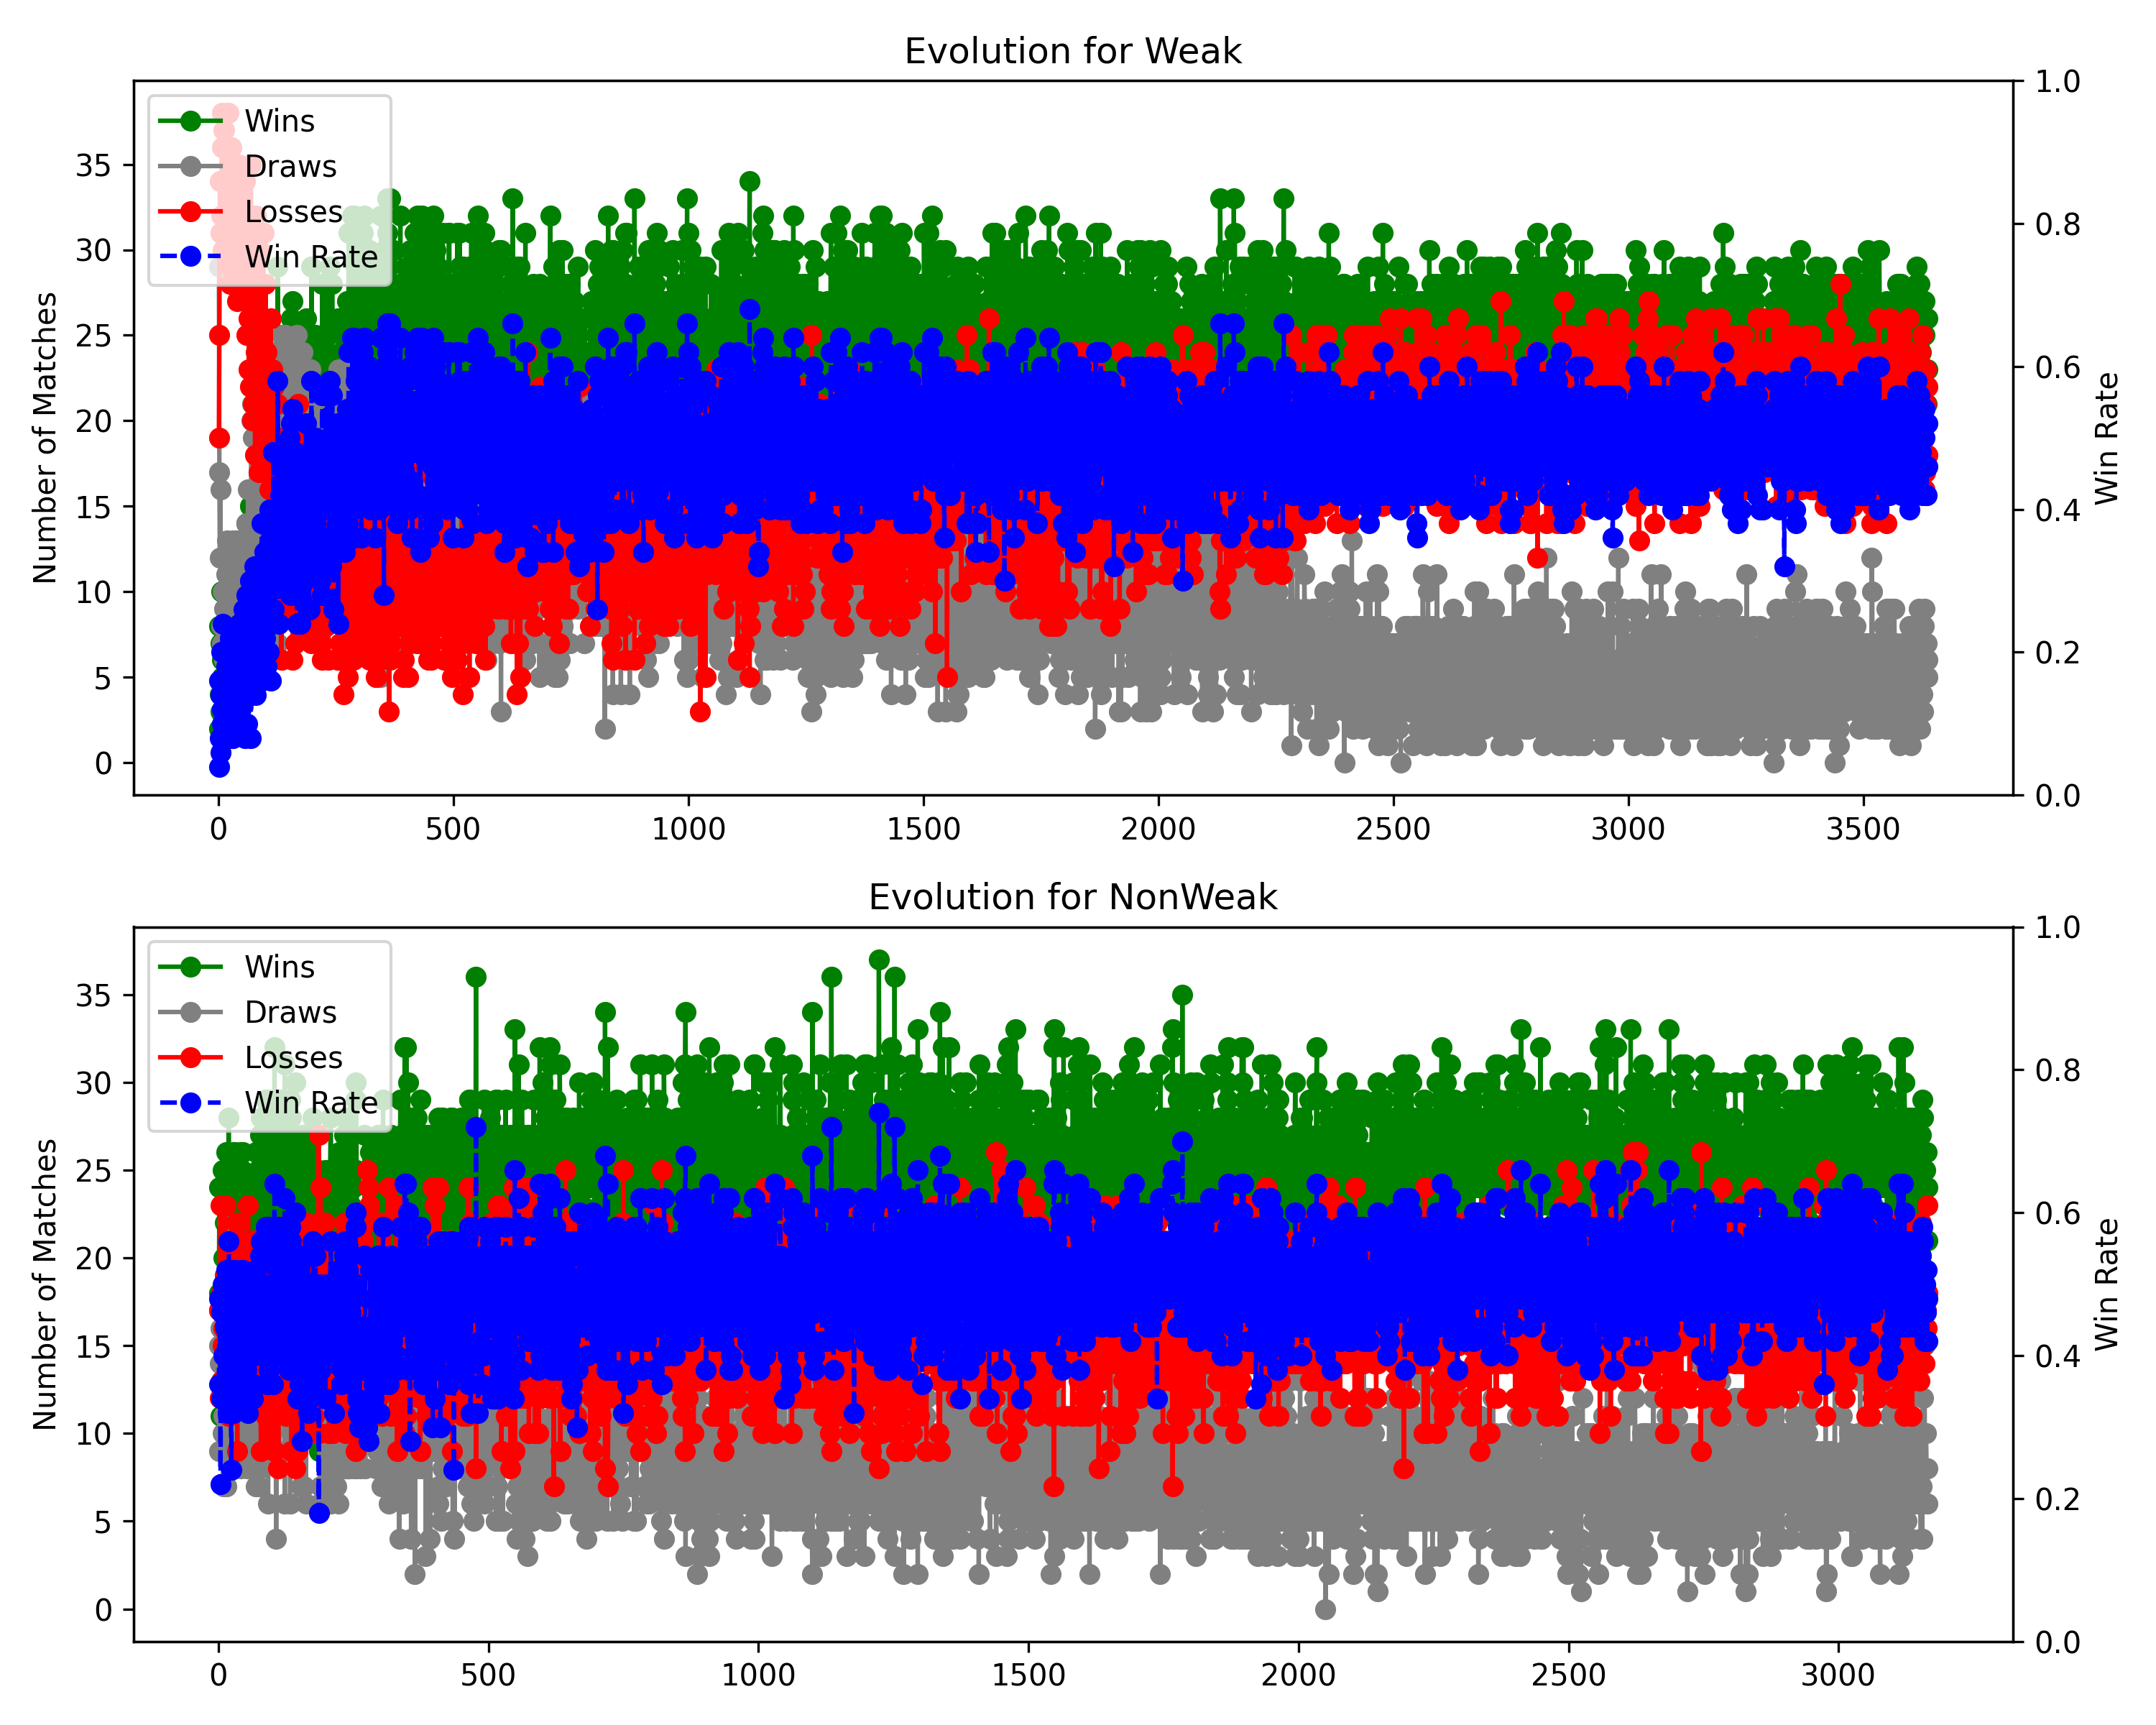 Evolution for Weak
Wins
Draws
Losses
Win Rate
Number of Matches
35
30
25
20
15
10
5
0
1.0
0.8
0.6
0.4
0.2
0.0
Win Rate
0 500 1000 1500 2000 2500 3000 3500
Evolution for NonWeak
Wins
Draws
Losses
Win Rate
Number of Matches
35
30
25
20
15
10
5
0
1.0
0.8
0.6
0.4
0.2
0.0
Win Rate
0 500 1000 1500 2000 2500 3000